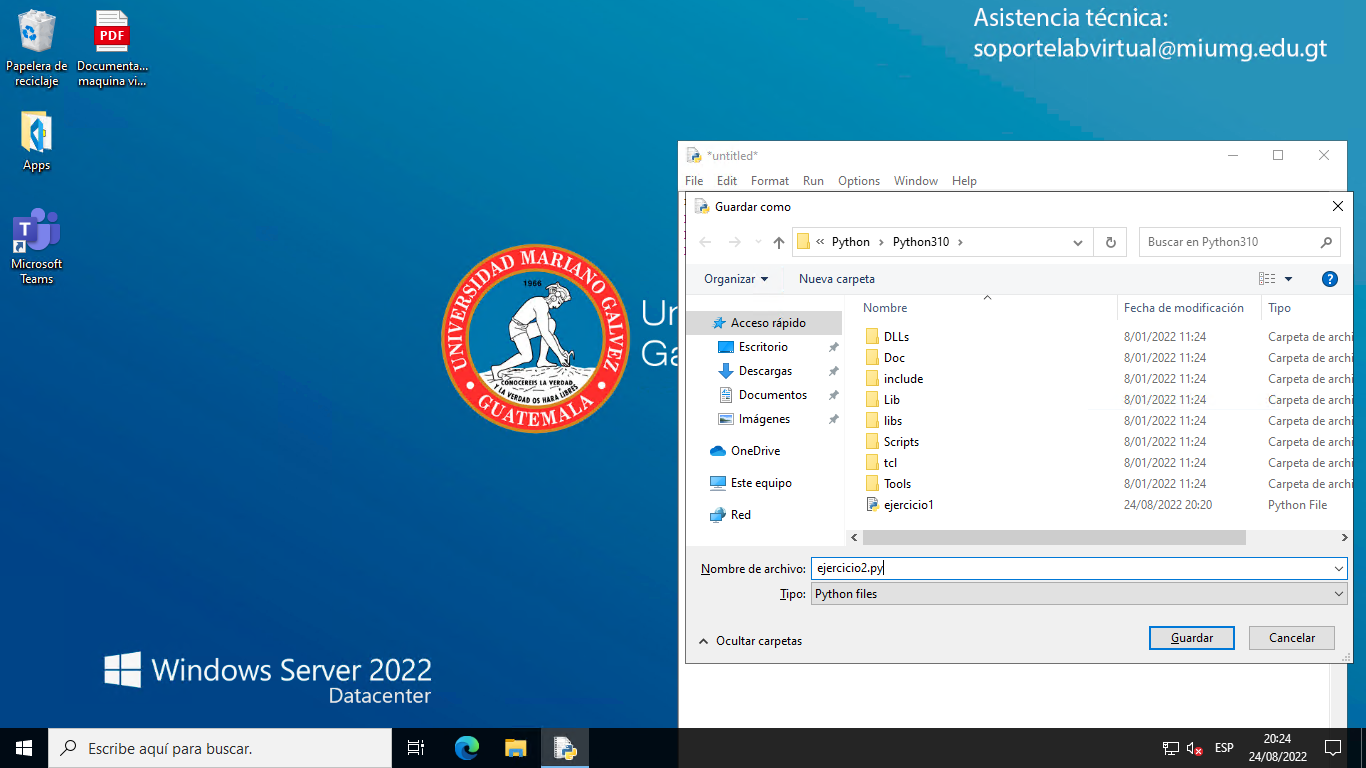 Asistencia técnica:
soportelabvirtual@miumg.edu.gt
Papelera de
reciclaje
PDF
Documenta...
maquina vi...
Apps
T
Microsoft
Teams
UNIVERSIDAD MARIANO GALVEZ
1966
CONOCEREIS LA VERDAD
Y LA VERDAD OS HARA LIBRES
GUATEMALA
Un
Ga
Windows Server 2022
Datacenter
*untitled*
File Edit Format Run Options Window Help
Guardar como
« Python › Python310 ›
Buscar en Python310
Organizar
Nueva carpeta
Acceso rápido
Escritorio
Descargas
Documentos
Imágenes
OneDrive
Este equipo
Red
Nombre Fecha de modificación Tipo
DLLs 8/01/2022 11:24 Carpeta de archi
Doc 8/01/2022 11:24 Carpeta de archi
include 8/01/2022 11:24 Carpeta de archi
Lib 8/01/2022 11:24 Carpeta de archi
libs 8/01/2022 11:24 Carpeta de archi
Scripts 8/01/2022 11:24 Carpeta de archi
tcl 8/01/2022 11:24 Carpeta de archi
Tools 8/01/2022 11:24 Carpeta de archi
ejercicio1 24/08/2022 20:20 Python File
Nombre de archivo: ejercicio2.py
Tipo: Python files
Ocultar carpetas
Guardar
Cancelar
Escribe aquí para buscar.
ESP
20:24
24/08/2022